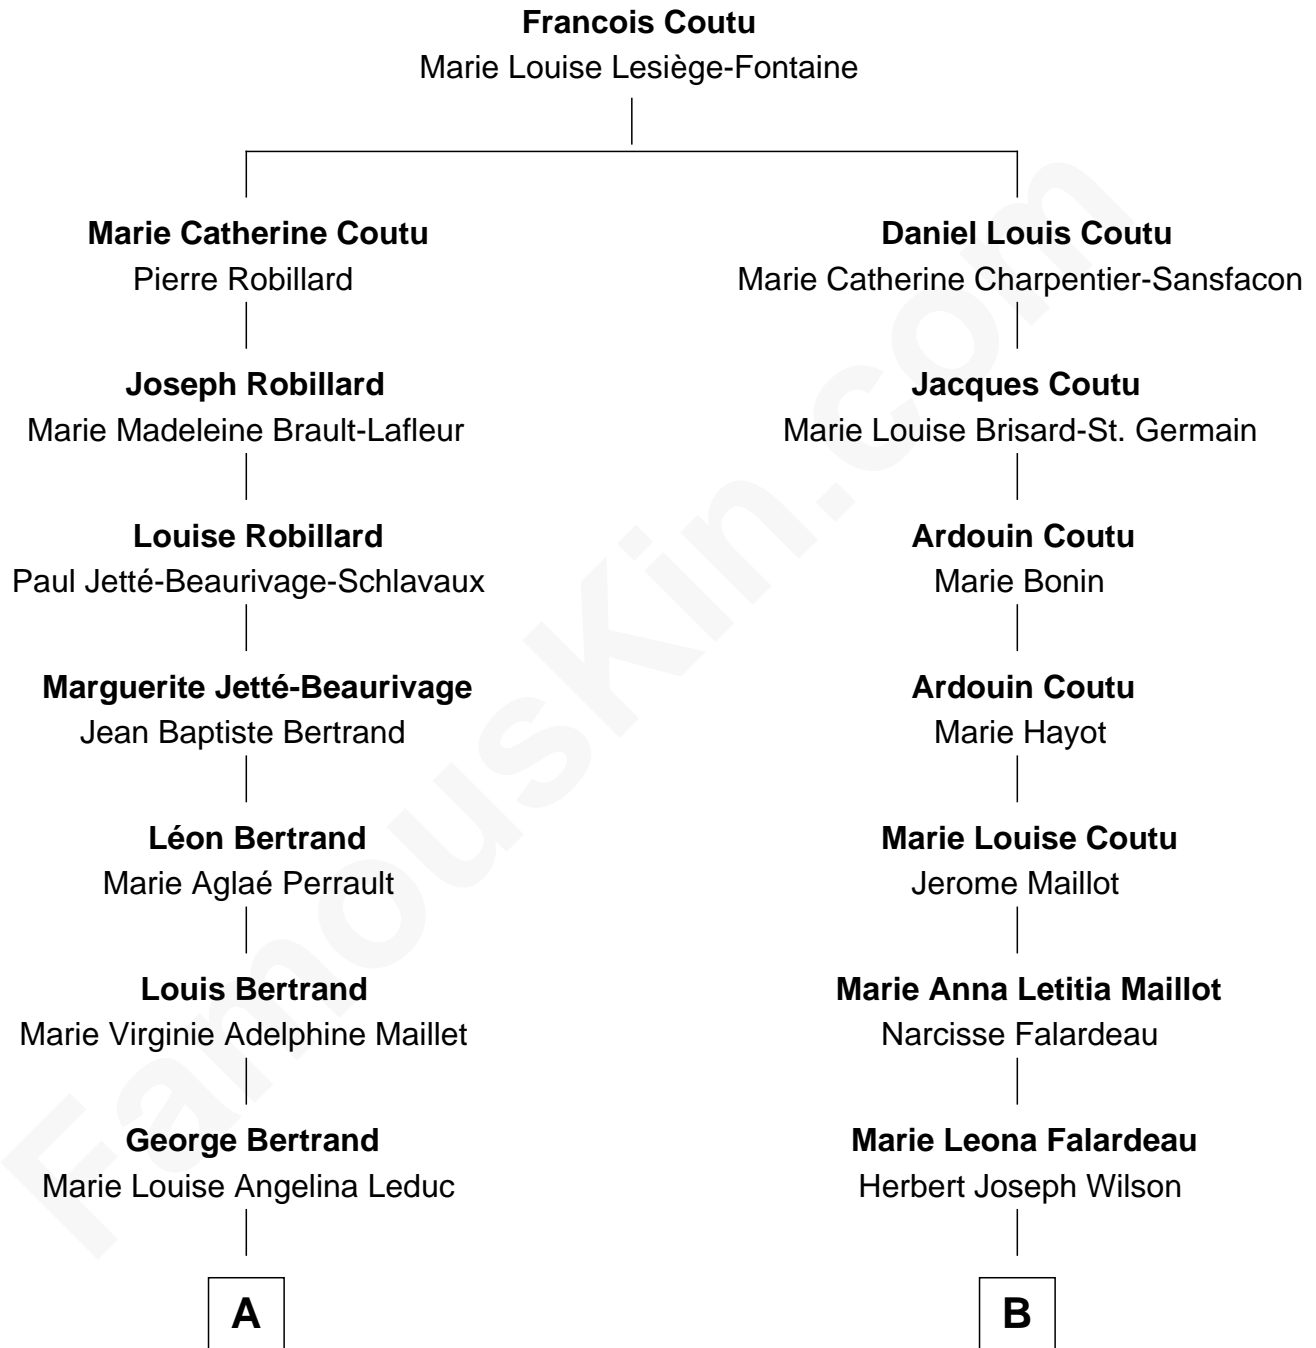 Francois Coutu
Marie Louise Lesiège-Fontaine
Marie Catherine Coutu
Pierre Robillard
Daniel Louis Coutu
Marie Catherine Charpentier-Sansfacon
Joseph Robillard
Marie Madeleine Brault-Lafleur
Jacques Coutu
Marie Louise Brisard-St. Germain
Louise Robillard
Paul Jetté-Beaurivage-Schlavaux
Ardouin Coutu
Marie Bonin
Marguerite Jetté-Beaurivage
Jean Baptiste Bertrand
Ardouin Coutu
Marie Hayot
Léon Bertrand
Marie Aglaé Perrault
Marie Louise Coutu
Jerome Maillot
Louis Bertrand
Marie Virginie Adelphine Maillet
Marie Anna Letitia Maillot
Narcisse Falardeau
George Bertrand
Marie Louise Angelina Leduc
Marie Leona Falardeau
Herbert Joseph Wilson
A
B
FamousKin.com